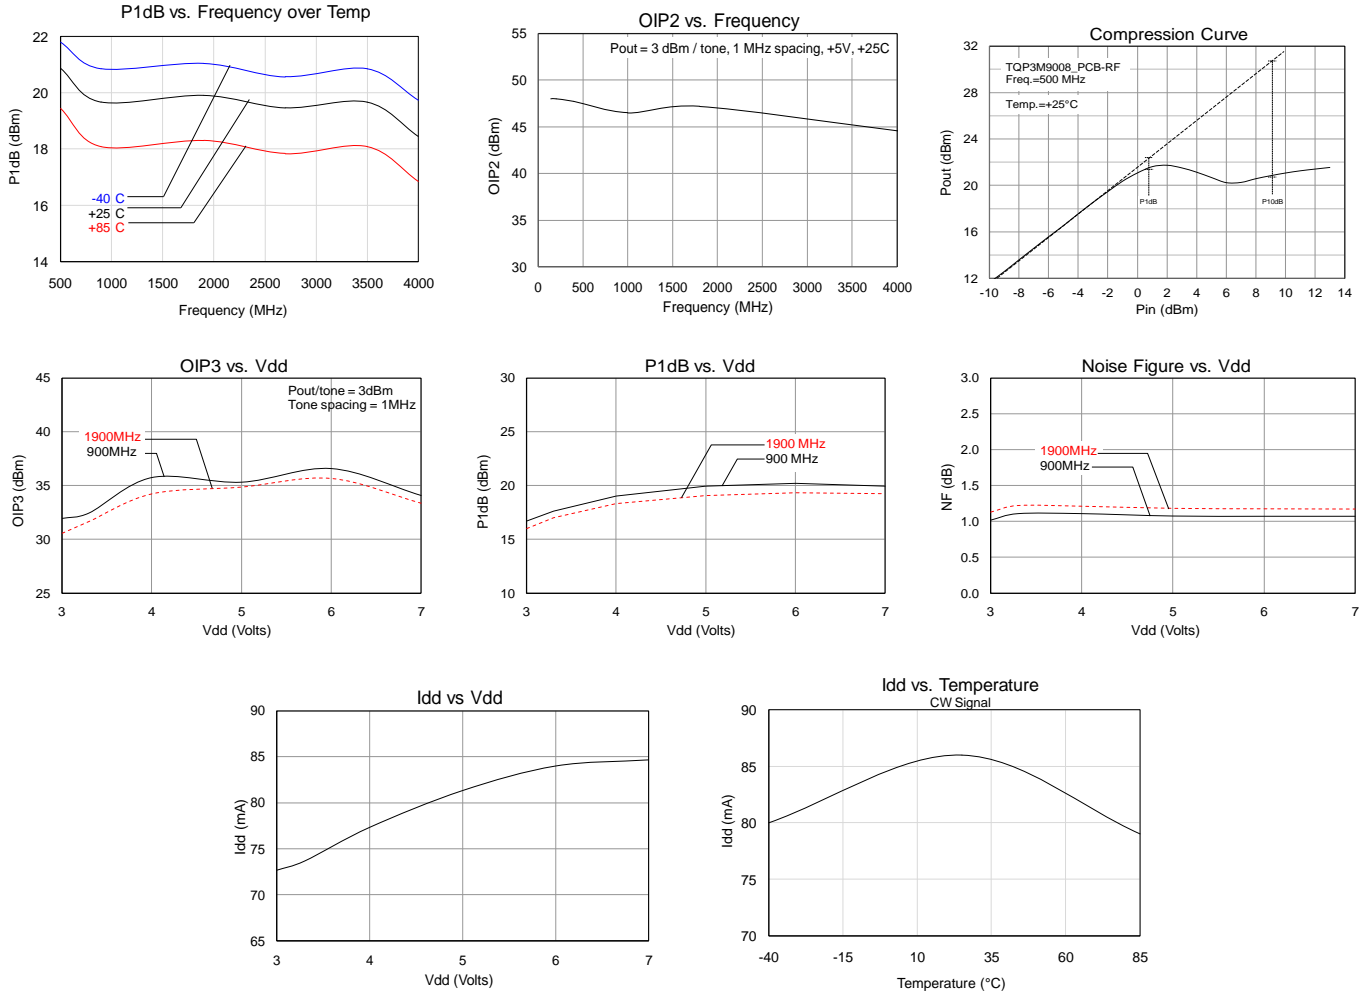 P1dB vs. Frequency over Temp
22
20
18
16
14
P1dB (dBm)
-40 C
+25 C
+85 C
500 1000 1500 2000 2500 3000 3500 4000
Frequency (MHz)
OIP2 vs. Frequency
Pout = 3 dBm / tone, 1 MHz spacing, +5V, +25C
55
50
45
40
35
30
OIP2 (dBm)
0 500 1000 1500 2000 2500 3000 3500 4000
Frequency (MHz)
Compression Curve
TQP3M9008_PCB-RF
Freq.=500 MHz
Temp.=+25°C
32
28
24
20
16
12
Pout (dBm)
P1dB
P10dB
-10 -8 -6 -4 -2 0 2 4 6 8 10 12 14
Pin (dBm)
OIP3 vs. Vdd
Pout/tone = 3dBm
Tone spacing = 1MHz
45
40
35
30
25
OIP3 (dBm)
1900MHz
900MHz
3 4 5 6 7
Vdd (Volts)
P1dB vs. Vdd
30
25
20
15
10
P1dB (dBm)
1900 MHz
900 MHz
3 4 5 6 7
Vdd (Volts)
Noise Figure vs. Vdd
3.0
2.5
2.0
1.5
1.0
0.5
0.0
NF (dB)
1900MHz
900MHz
3 4 5 6 7
Vdd (Volts)
Idd vs Vdd
90
85
80
75
70
65
Idd (mA)
3 4 5 6 7
Vdd (Volts)
Idd vs. Temperature
CW Signal
90
85
80
75
70
Idd (mA)
-40 -15 10 35 60 85
Temperature (°C)